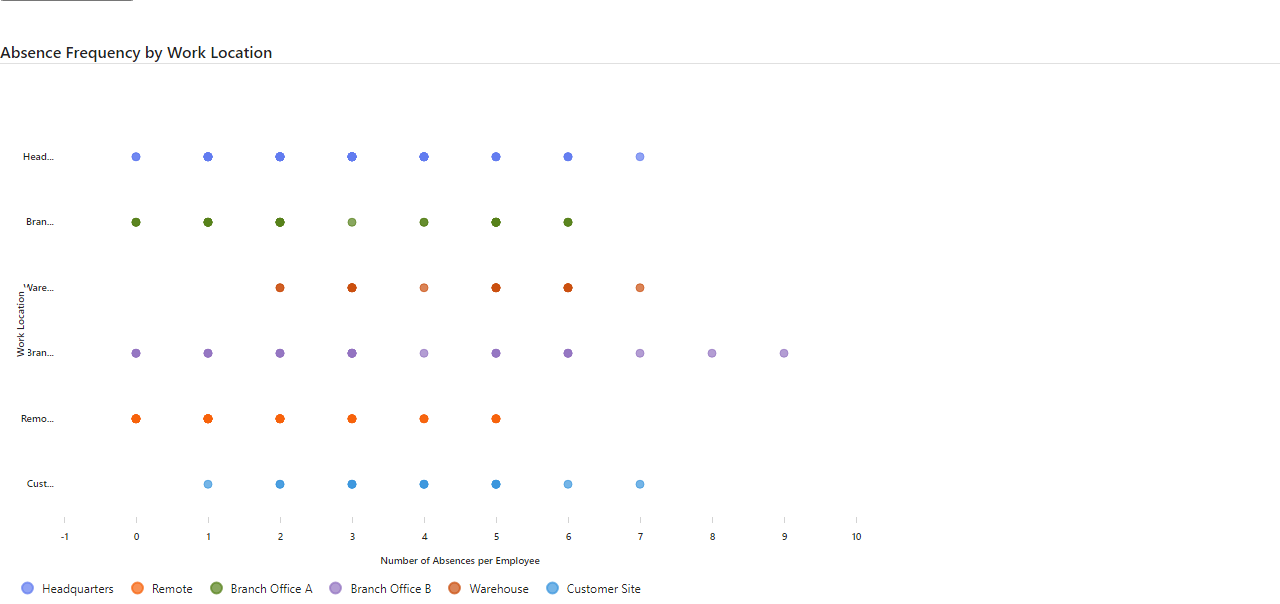 Absence Frequency by Work Location
Head...
Bran...
Ware...
Bran...
Remo...
Cust...
Work Location
-1 0 1 2 3 4 5 6 7 8 9 10
Number of Absences per Employee
Headquarters Remote Branch Office A Branch Office B Warehouse Customer Site